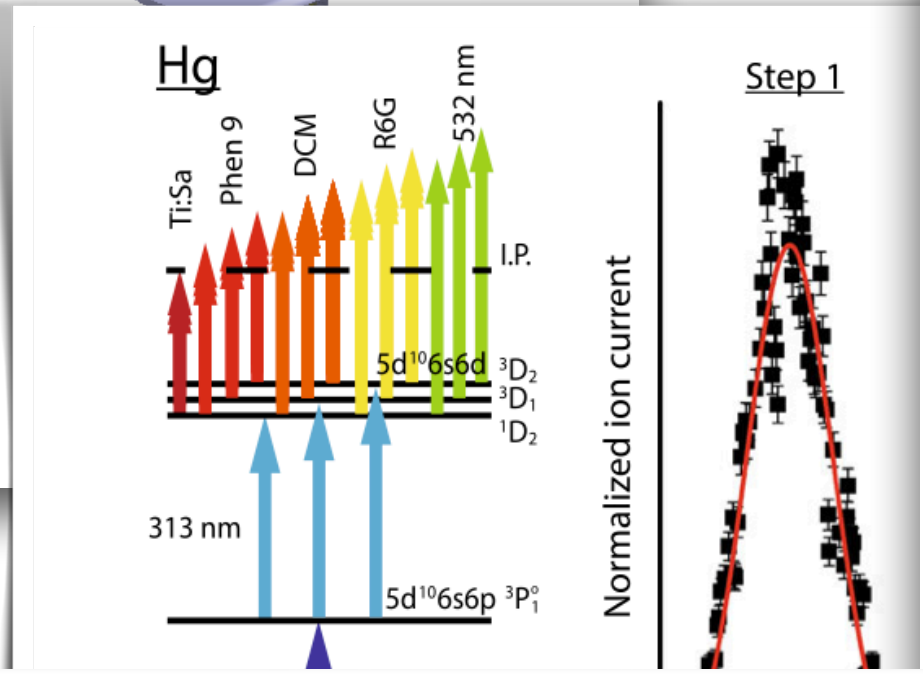 Hg
Ti:Sa
Phen 9
DCM
R6G
532 nm
I.P.
5d¹⁰6s6d ³D₂
³D₁
¹D₂
313 nm
5d¹⁰6s6p ³P°₁
Step 1
Normalized ion current